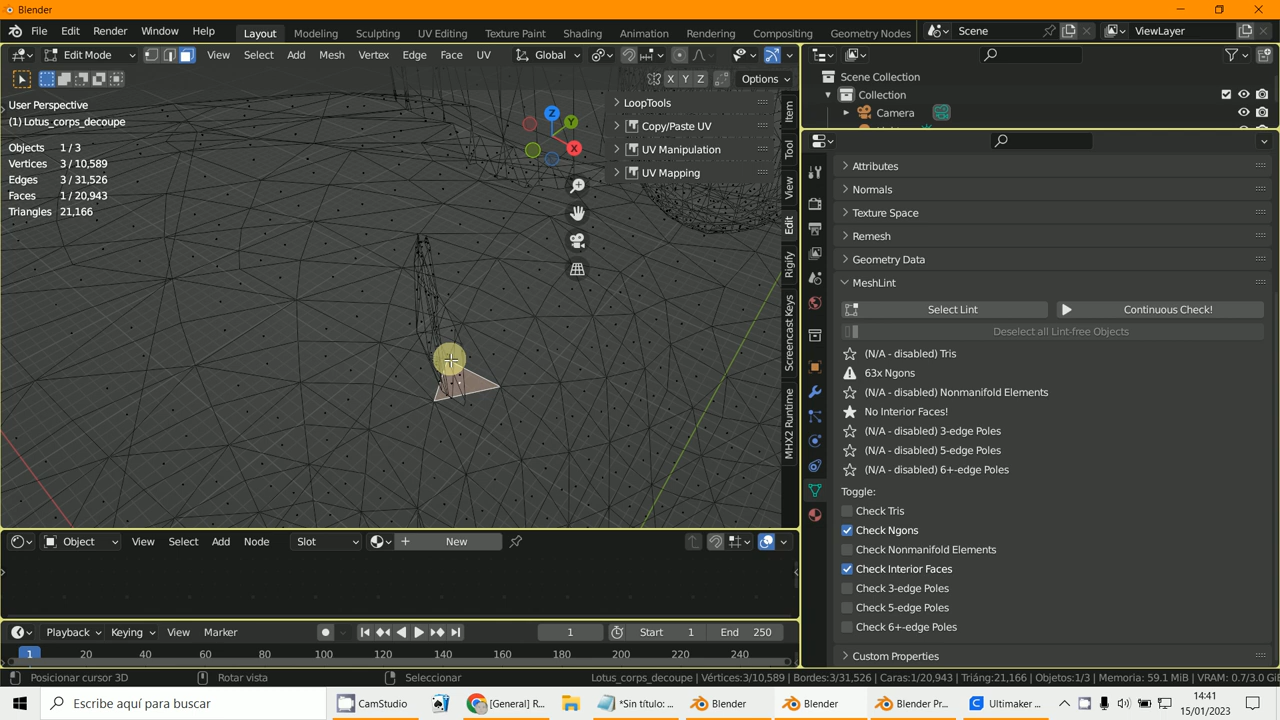 Blender
File Edit Render Window Help Layout Modeling Sculpting UV Editing Texture Paint Shading Animation Rendering Compositing Geometry Nodes Scene ViewLayer
Edit Mode View Select Add Mesh Vertex Edge Face UV Global
X Y Z Options
User Perspective
(1) Lotus_corps_decoupe
Objects 1 / 3
Vertices 3 / 10,589
Edges 3 / 31,526
Faces 1 / 20,943
Triangles 21,166
Z
Y
X
LoopTools
Copy/Paste UV
UV Manipulation
UV Mapping
Item
Tool
View
Edit
Rigify
Screencast Keys
MHX2 Runtime
Scene Collection
Collection
Camera
Attributes
Normals
Texture Space
Remesh
Geometry Data
MeshLint
Select Lint Continuous Check!
Deselect all Lint-free Objects
(N/A - disabled) Tris
63x Ngons
(N/A - disabled) Nonmanifold Elements
No Interior Faces!
(N/A - disabled) 3-edge Poles
(N/A - disabled) 5-edge Poles
(N/A - disabled) 6+-edge Poles
Toggle:
Check Tris
Check Ngons
Check Nonmanifold Elements
Check Interior Faces
Check 3-edge Poles
Check 5-edge Poles
Check 6+-edge Poles
Custom Properties
Object View Select Add Node Slot New
Playback Keying View Marker 1 Start 1 End 250
1 20 40 60 80 100 120 140 160 180 200 220 240
Posicionar cursor 3D Rotar vista Seleccionar Lotus_corps_decoupe | Vértices:3/10,589 | Bordes:3/31,526 | Caras:1/20,943 | Triáng:21,166 | Objetos:1/3 | Memoria: 59.1 MiB | VRAM: 0.7/3.0 Gi
Escribe aquí para buscar CamStudio [General] R... *Sin título: ... Blender Blender Blender Pr... Ultimaker ... 14:41
15/01/2023